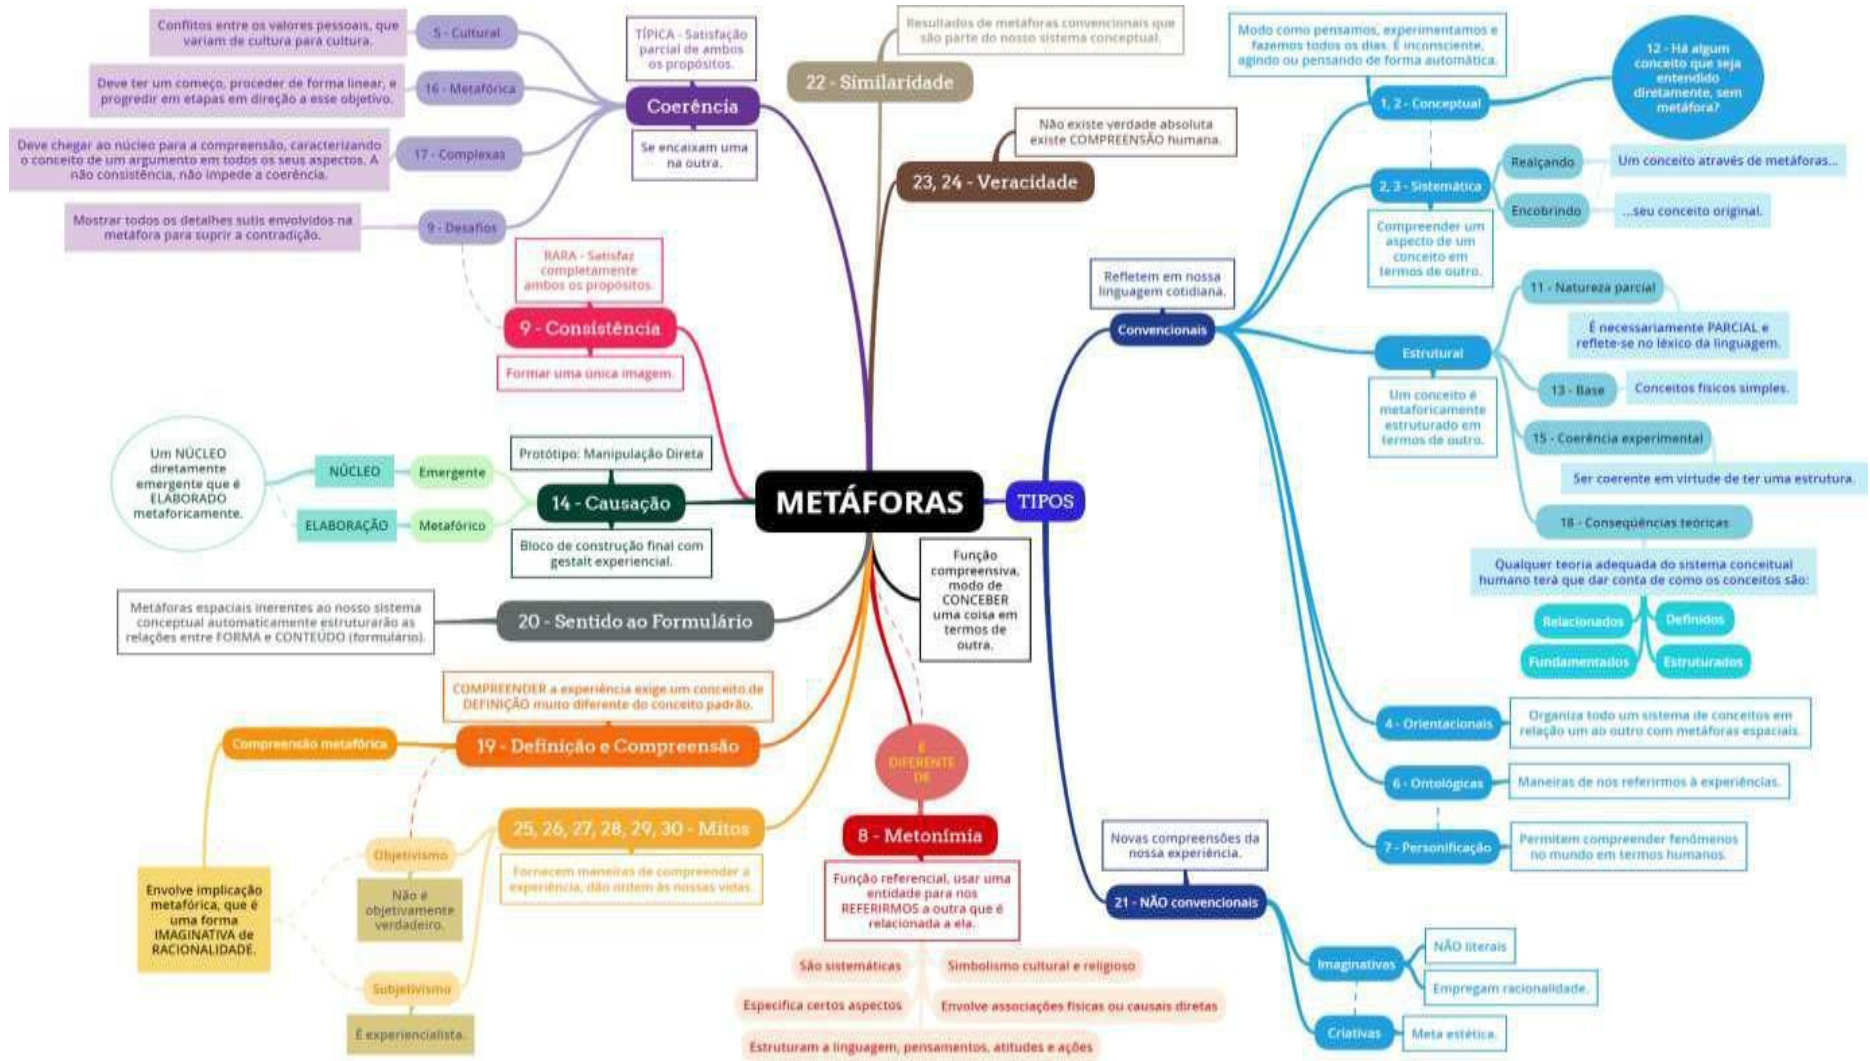 Conflitos entre os valores pessoais, que
variam de cultura para cultura.
5 - Cultural
Deve ter um começo, proceder de forma linear, e
progredir em etapas em direção a esse objetivo.
16 - Metafórica
Deve chegar ao núcleo para a compreensão, caracterizando
o conceito de um argumento em todos os seus aspectos. A
não consistência, não impede a coerência.
17 - Complexas
Mostrar todos os detalhes sutis envolvidos na
metáfora para suprir a contradição.
9 - Desafios
TÍPICA - Satisfação
parcial de ambos
os propósitos.
Coerência
Se encaixam uma
na outra.
RARA - Satisfaz
completamente
ambos os propósitos.
9 - Consistência
Formar uma única imagem.
Resultados de metáforas convencionais que
são parte do nosso sistema conceptual.
22 - Similaridade
Não existe verdade absoluta
existe COMPREENSÃO humana.
23, 24 - Veracidade
Um NÚCLEO
diretamente
emergente que é
ELABORADO
metaforicamente.
NÚCLEO
Emergente
ELABORAÇÃO
Metafórico
Protótipo: Manipulação Direta
14 - Causação
Bloco de construção final com
gestalt experiencial.
METÁFORAS
Função
compreensiva,
modo de
CONCEBER
uma coisa em
termos de
outra.
Metáforas espaciais inerentes ao nosso sistema
conceptual automaticamente estruturarão as
relações entre FORMA e CONTEÚDO (formulário).
20 - Sentido ao Formulário
COMPREENDER a experiência exige um conceito de
DEFINIÇÃO muito diferente do conceito padrão.
Compreensão metafórica
19 - Definição e Compreensão
25, 26, 27, 28, 29, 30 - Mitos
Fornecem maneiras de compreender a
experiência, dão ordem às nossas vidas.
Objetivismo
Não é
objetivamente
verdadeiro.
Envolve implicação
metafórica, que é
uma forma
IMAGINATIVA de
RACIONALIDADE.
Subjetivismo
É experiencialista.
É
DIFERENTE
DE
8 - Metonímia
Função referencial, usar uma
entidade para nos
REFERIRMOS a outra que é
relacionada a ela.
São sistemáticas
Simbolismo cultural e religioso
Especifica certos aspectos
Envolve associações físicas ou causais diretas
Estruturam a linguagem, pensamentos, atitudes e ações
TIPOS
Refletem em nossa
linguagem cotidiana.
Convencionais
Modo como pensamos, experimentamos e
fazemos todos os dias. É inconsciente,
agindo ou pensando de forma automática.
1, 2 - Conceptual
12 - Há algum
conceito que seja
entendido
diretamente, sem
metáfora?
2, 3 - Sistemática
Realçando
Um conceito através de metáforas...
Encobrindo
...seu conceito original.
Compreender um
aspecto de um
conceito em
termos de outro.
Estrutural
Um conceito é
metaforicamente
estruturado em
termos de outro.
11 - Natureza parcial
É necessariamente PARCIAL e
reflete-se no léxico da linguagem.
13 - Base
Conceitos físicos simples.
15 - Coerência experimental
Ser coerente em virtude de ter uma estrutura.
18 - Conseqüências teóricas
Qualquer teoria adequada do sistema conceitual
humano terá que dar conta de como os conceitos são:
Relacionados
Definidos
Fundamentados
Estruturados
4 - Orientacionais
Organiza todo um sistema de conceitos em
relação um ao outro com metáforas espaciais.
6 - Ontológicas
Maneiras de nos referirmos à experiências.
7 - Personificação
Permitem compreender fenômenos
no mundo em termos humanos.
Novas compreensões da
nossa experiência.
21 - NÃO convencionais
Imaginativas
NÃO literais
Empregam racionalidade.
Criativas
Meta estética.